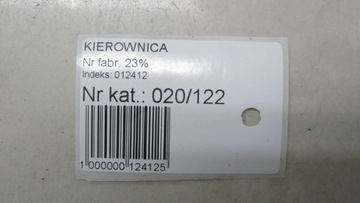 KIEROWNICA
Nr fabr. 23%
Indeks: 012412
Nr kat.: 020/122
1 000000 124125